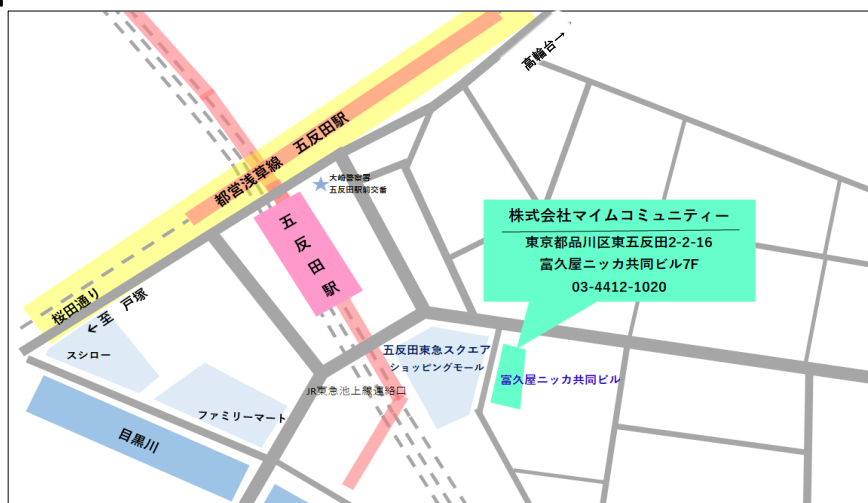 高輪台→
都営浅草線 五反田駅
大崎警察署
五反田駅前交番
五反田駅
株式会社マイムコミュニティー
東京都品川区東五反田2-2-16
富久屋ニッカ共同ビル7F
03-4412-1020
桜田通り
←至 戸塚
スシロー
五反田東急スクエア
ショッピングモール
富久屋ニッカ共同ビル
JR東急池上線連絡口
ファミリーマート
目黒川